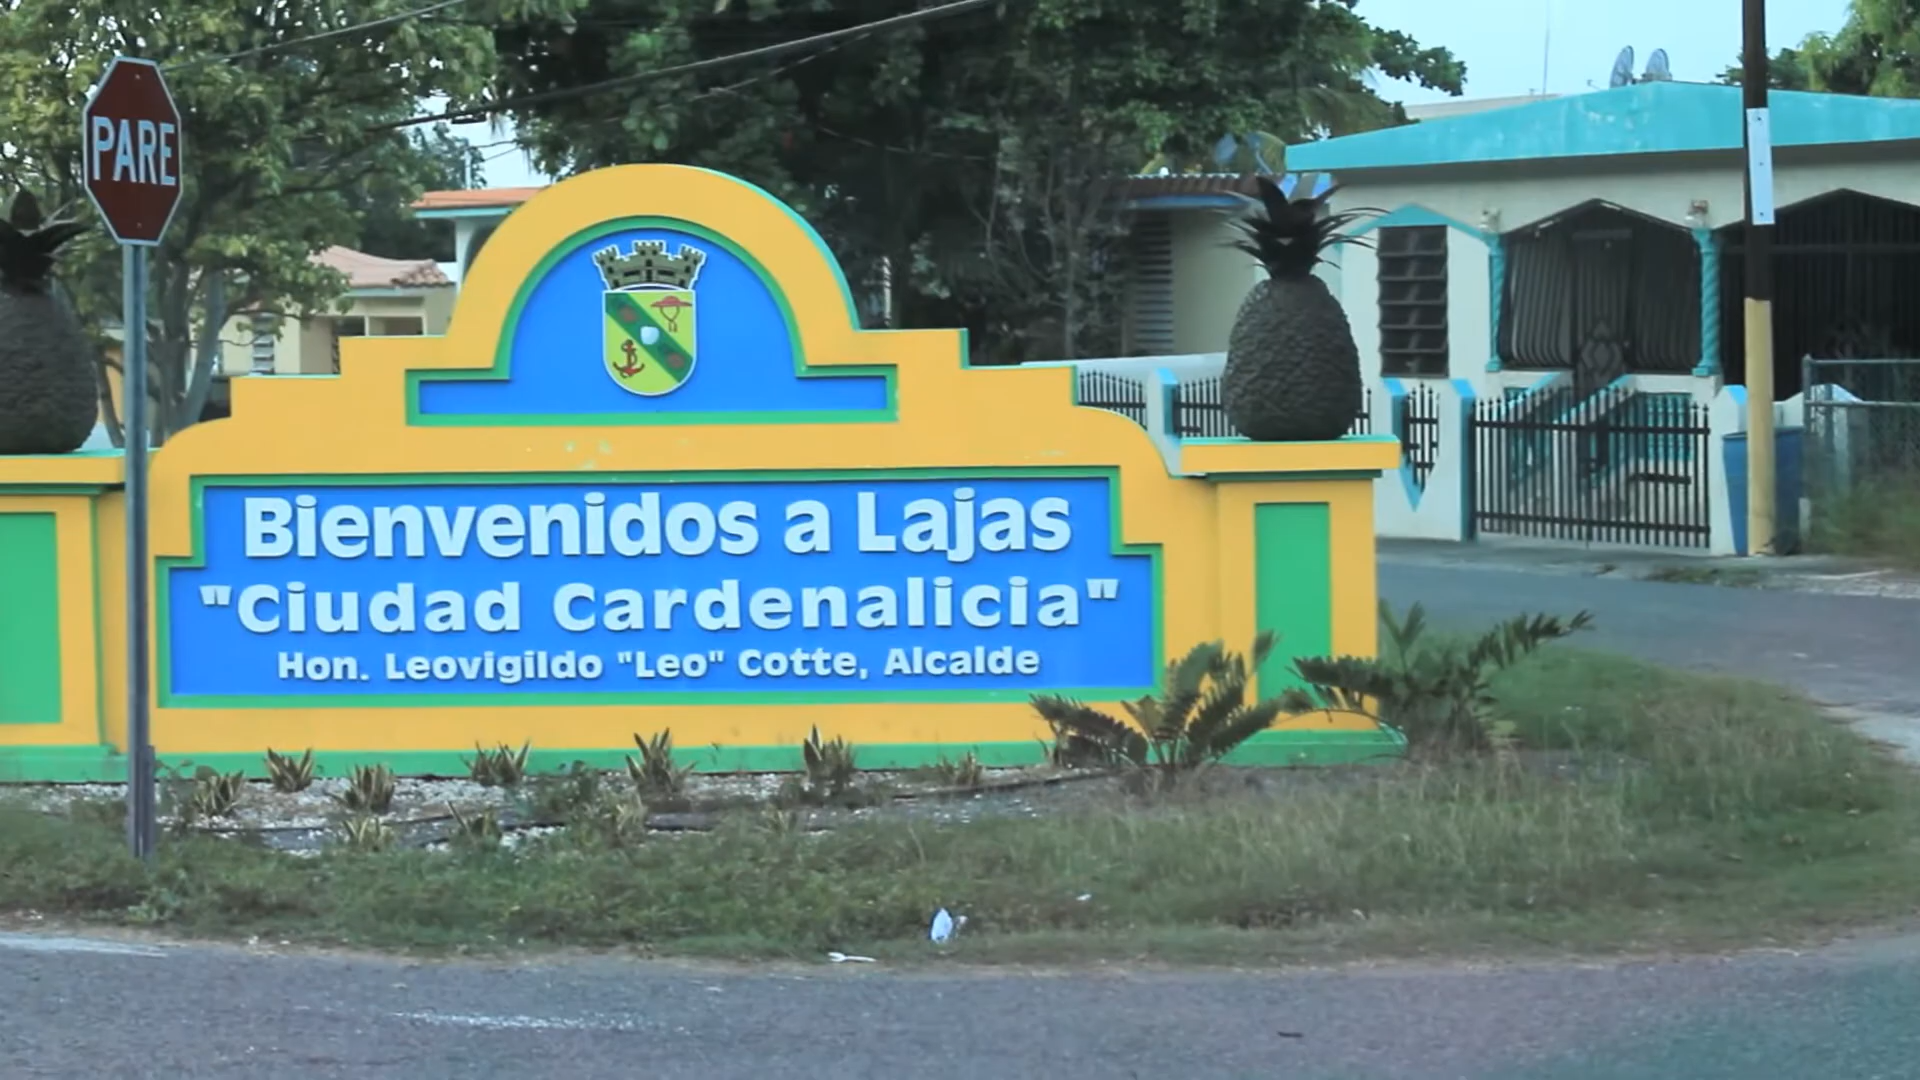 PARE
Bienvenidos a Lajas
"Ciudad Cardenalicia"
Hon. Leovigildo "Leo" Cotte, Alcalde